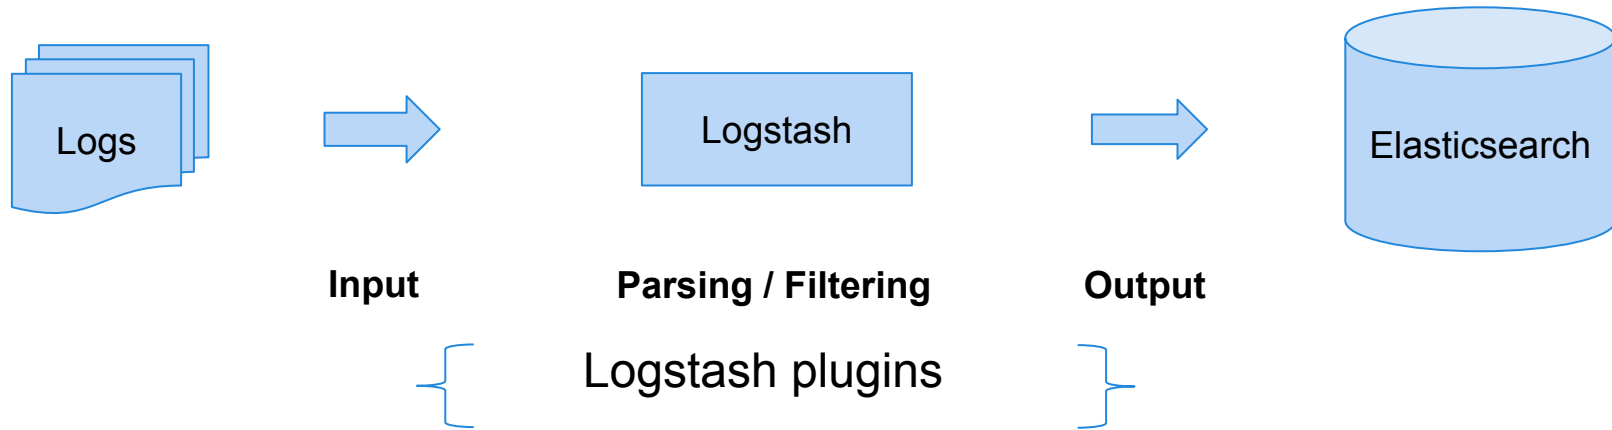 Logs
Logstash
Elasticsearch
Input
Parsing / Filtering
Output
Logstash plugins